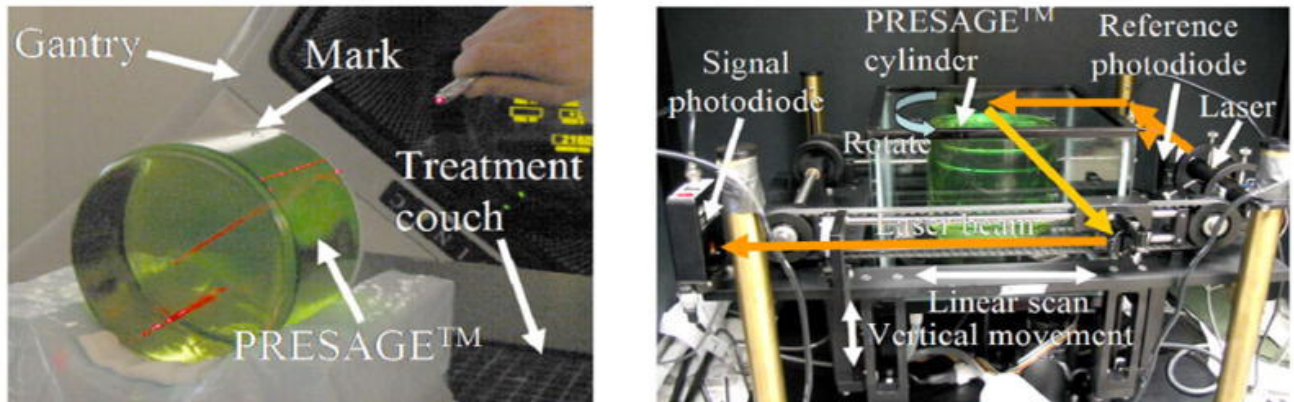 Gantry
Mark
Treatment
couch
PRESAGE™
PRESAGE™
cylinder
Reference
photodiode
Signal
photodiode
Laser
Rotate
Laser beam
Linear scan
Vertical movement